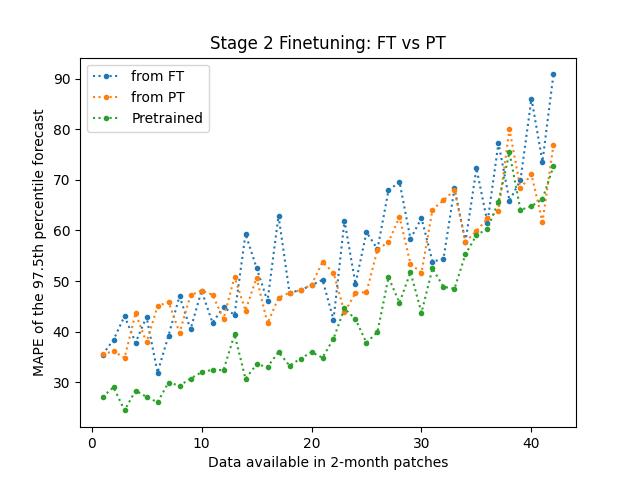 Stage 2 Finetuning: FT vs PT
from FT
from PT
Pretrained
MAPE of the 97.5th percentile forecast
90
80
70
60
50
40
30
0 10 20 30 40
Data available in 2-month patches